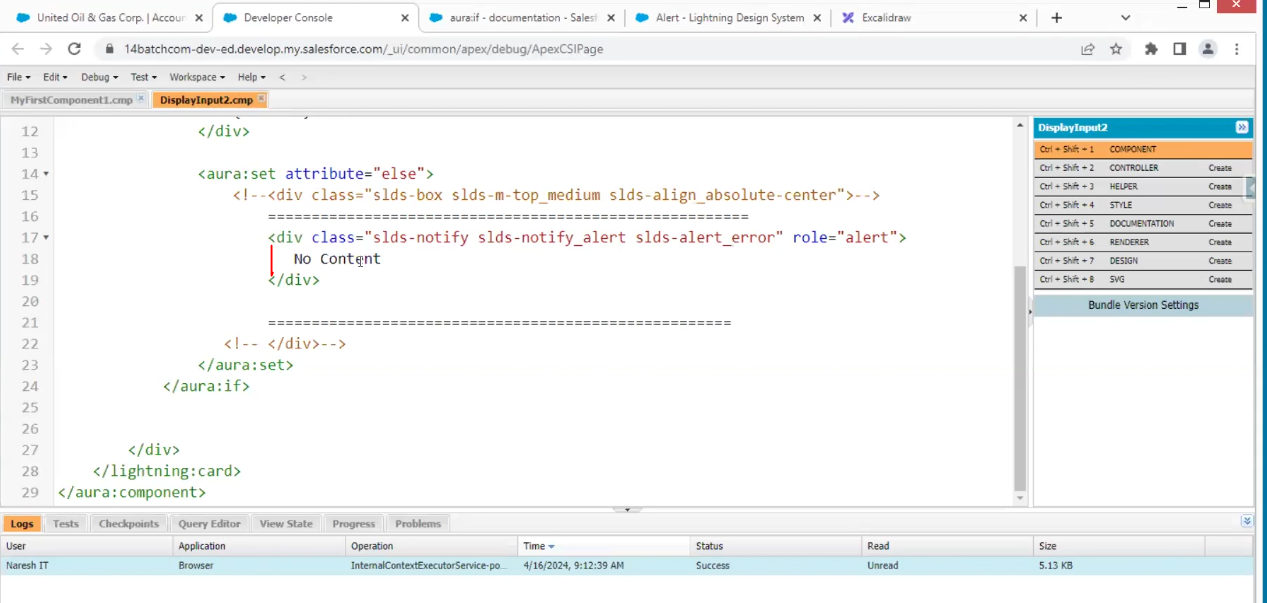 United Oil & Gas Corp. | Accou
Developer Console
aura:if - documentation - Salesf
Alert - Lightning Design System
Excalidraw
14batchcom-dev-ed.develop.my.salesforce.com/_ui/common/apex/debug/ApexCSIPage
File Edit Debug Test Workspace Help < >
MyFirstComponent1.cmp
DisplayInput2.cmp
12 </div>
13
14 <aura:set attribute="else">
15 <!--<div class="slds-box slds-m-top_medium slds-align_absolute-center">-->
16 =======================================================
17 <div class="slds-notify slds-notify_alert slds-alert_error" role="alert">
18 No Content
19 </div>
20
21 =====================================================
22 <!-- </div>-->
23 </aura:set>
24 </aura:if>
25
26
27 </div>
28 </lightning:card>
29 </aura:component>
DisplayInput2
Ctrl + Shift + 1 COMPONENT
Ctrl + Shift + 2 CONTROLLER Create
Ctrl + Shift + 3 HELPER Create
Ctrl + Shift + 4 STYLE Create
Ctrl + Shift + 5 DOCUMENTATION Create
Ctrl + Shift + 6 RENDERER Create
Ctrl + Shift + 7 DESIGN Create
Ctrl + Shift + 8 SVG Create
Bundle Version Settings
Logs Tests Checkpoints Query Editor View State Progress Problems
User Application Operation Time Status Read Size
Naresh IT Browser InternalContextExecutorService-po... 4/16/2024, 9:12:39 AM Success Unread 5.13 KB